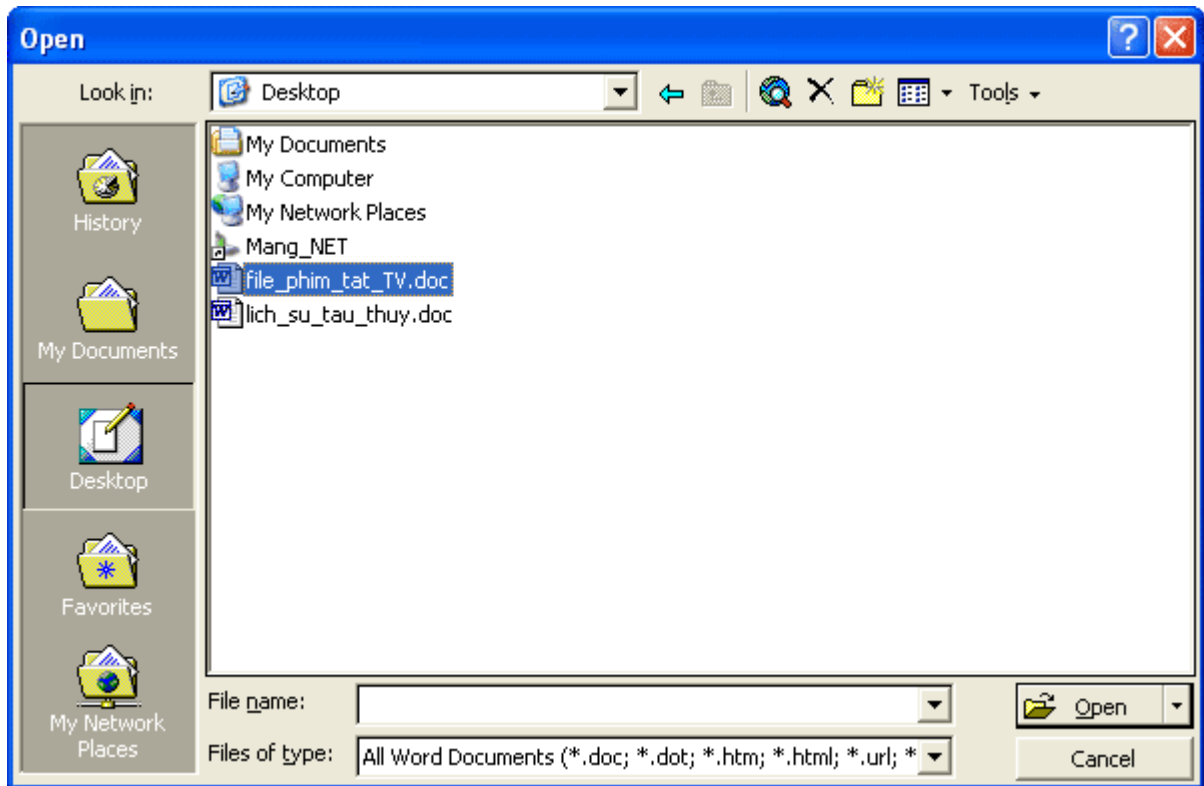 Open
Look in:
Desktop
Tools
History
My Documents
Desktop
Favorites
My Network
Places
My Documents
My Computer
My Network Places
Mang_NET
file_phim_tat_TV.doc
lich_su_tau_thuy.doc
File name:
Open
Files of type:
All Word Documents (*.doc; *.dot; *.htm; *.html; *.url; *
Cancel